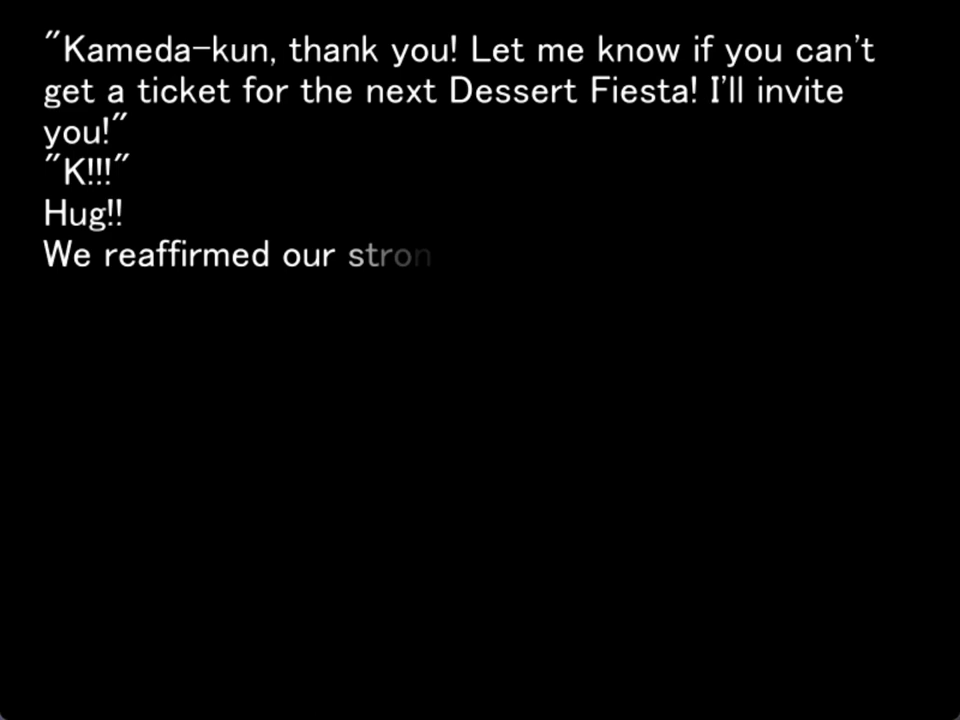 "Kameda-kun, thank you! Let me know if you can't
get a ticket for the next Dessert Fiesta! I'll invite
you!"
"K!!!"
Hug!!
We reaffirmed our stron